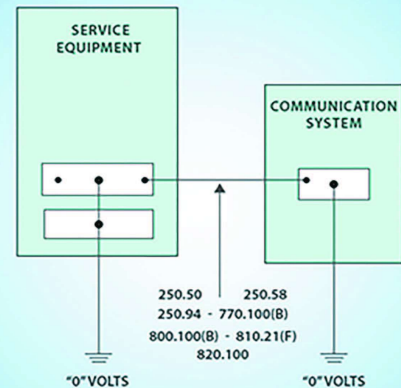 SERVICE
EQUIPMENT
COMMUNICATION
SYSTEM
250.50 250.58
250.94 - 770.100(B)
800.100(B) - 810.21(F)
820.100
"0" VOLTS
"0" VOLTS